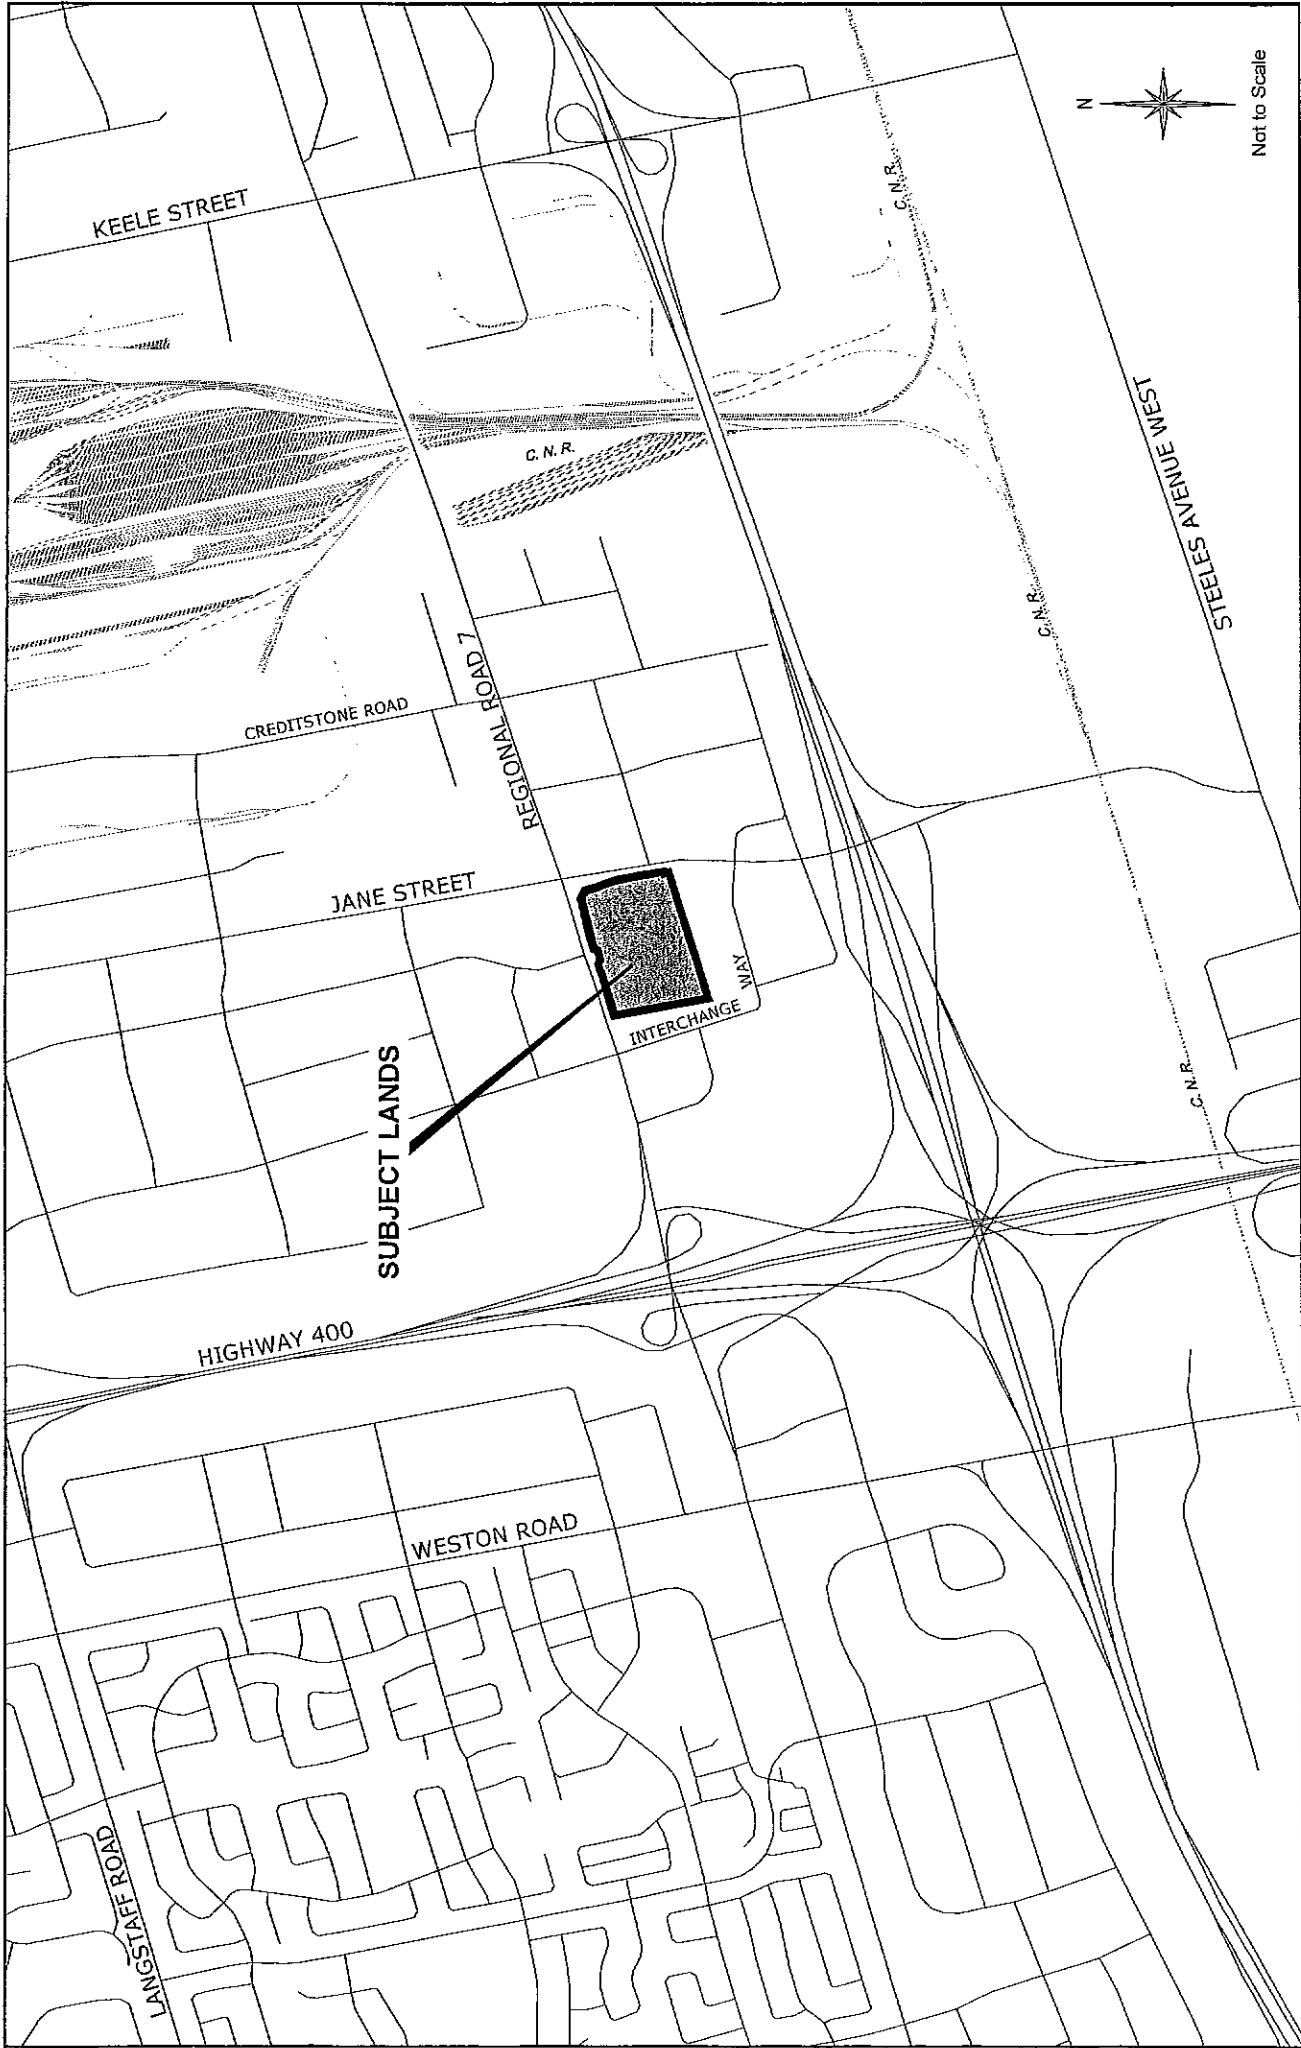 KEELE STREET
N
Not to Scale
C. N. R.
C. N. R.
STEELES AVENUE WEST
REGIONAL ROAD 7
C. N. R.
CREDITSTONE ROAD
JANE STREET
INTERCHANGE
WAY
SUBJECT LANDS
C. N. R.
HIGHWAY 400
WESTON ROAD
LANGSTAFF ROAD